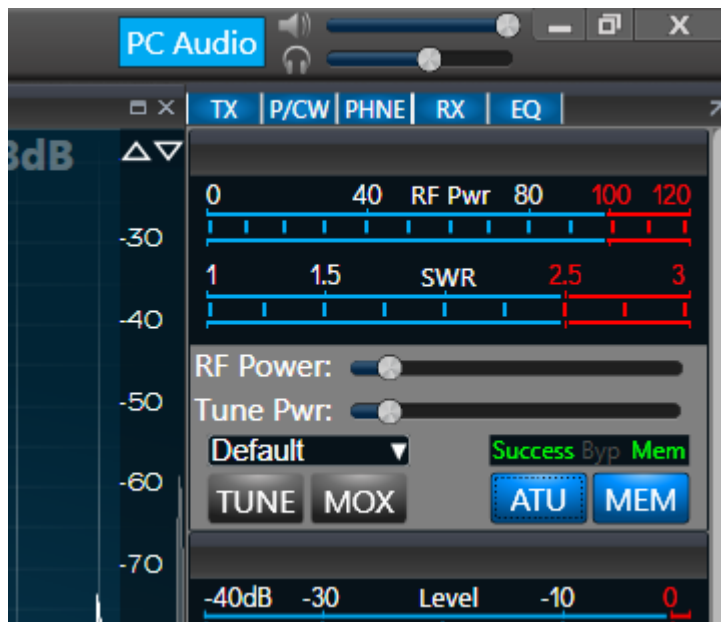 PC Audio
X
TX P/CW PHNE RX EQ
3dB
0 40 RF Pwr 80 100 120
-30
1 1.5 SWR 2.5 3
-40
RF Power:
-50
Tune Pwr:
Default Success Byp Mem
-60
TUNE MOX ATU MEM
-70
-40dB -30 Level -10 0